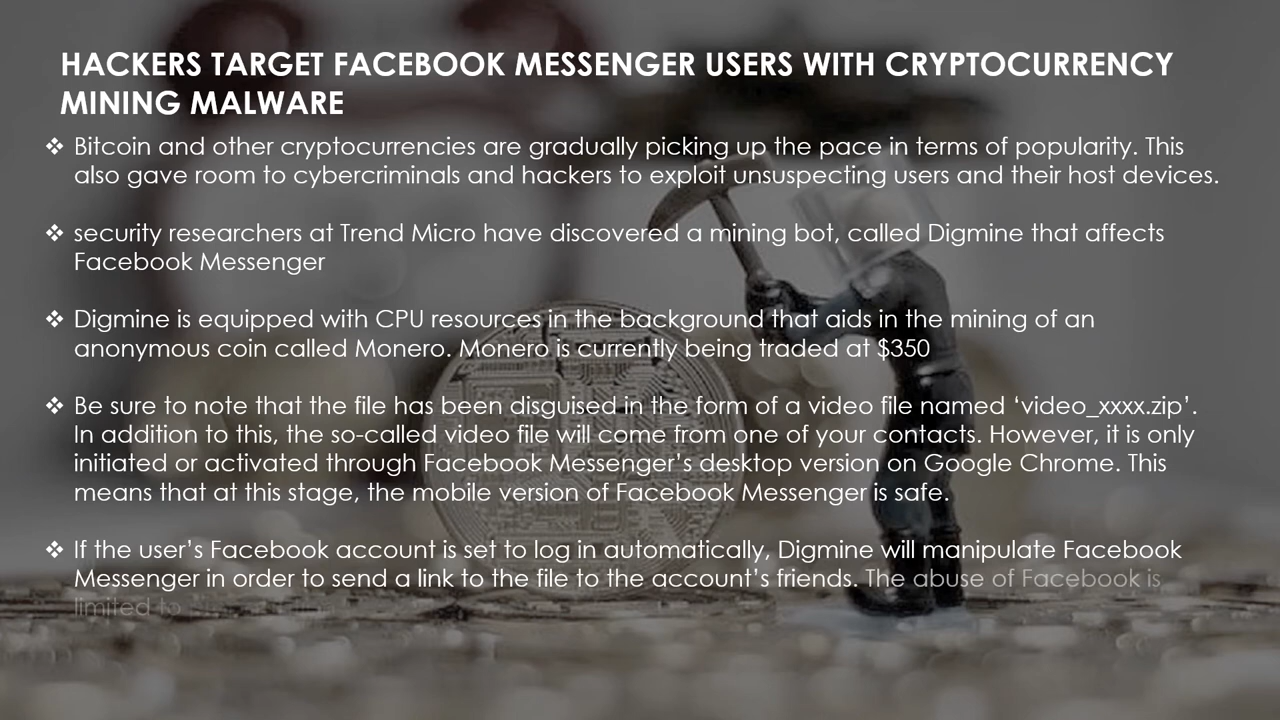 HACKERS TARGET FACEBOOK MESSENGER USERS WITH CRYPTOCURRENCY
MINING MALWARE
❖ Bitcoin and other cryptocurrencies are gradually picking up the pace in terms of popularity. This
also gave room to cybercriminals and hackers to exploit unsuspecting users and their host devices.
❖ security researchers at Trend Micro have discovered a mining bot, called Digmine that affects
Facebook Messenger
❖ Digmine is equipped with CPU resources in the background that aids in the mining of an
anonymous coin called Monero. Monero is currently being traded at $350
❖ Be sure to note that the file has been disguised in the form of a video file named ‘video_xxxx.zip’.
In addition to this, the so-called video file will come from one of your contacts. However, it is only
initiated or activated through Facebook Messenger’s desktop version on Google Chrome. This
means that at this stage, the mobile version of Facebook Messenger is safe.
❖ If the user’s Facebook account is set to log in automatically, Digmine will manipulate Facebook
Messenger in order to send a link to the file to the account’s friends. The abuse of Facebook is
limited to